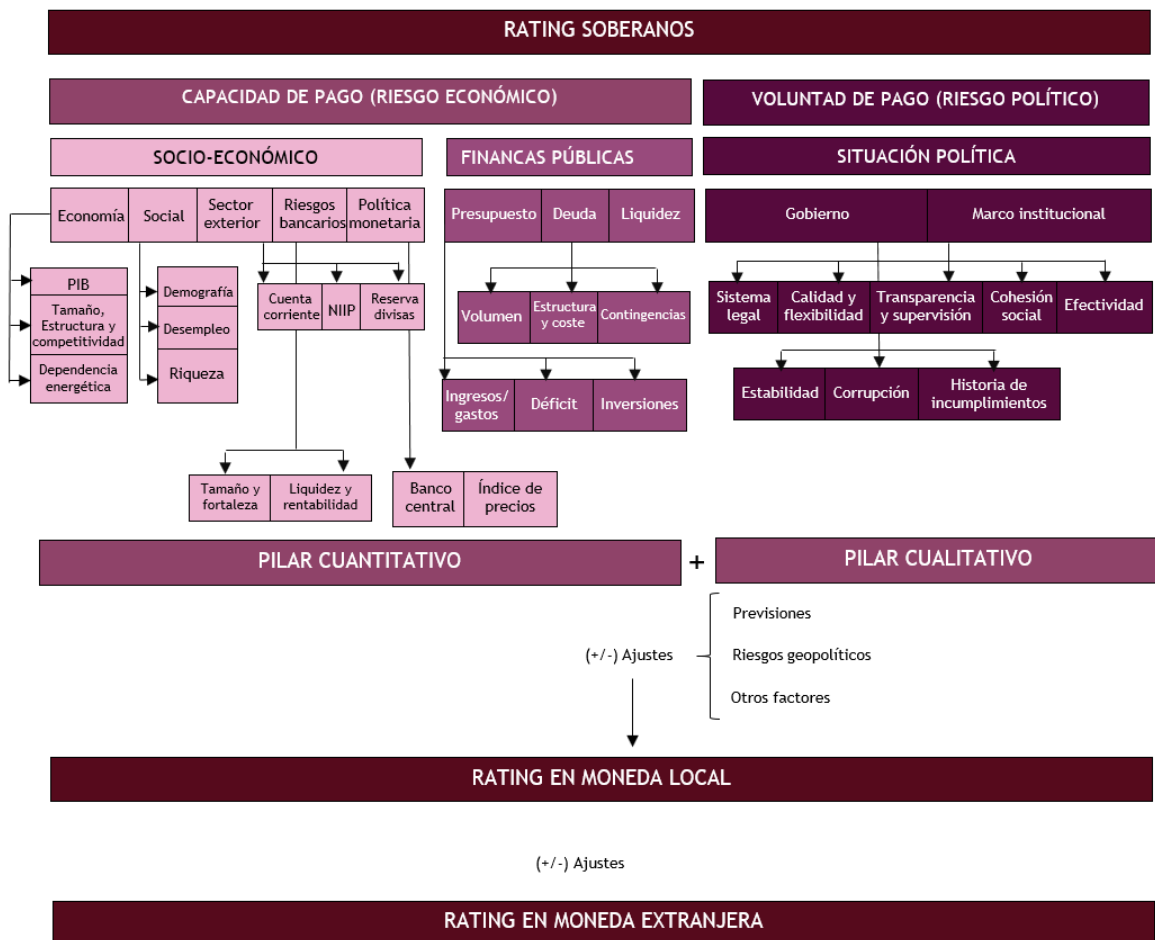 RATING SOBERANOS
CAPACIDAD DE PAGO (RIESGO ECONÓMICO)
VOLUNTAD DE PAGO (RIESGO POLÍTICO)
SOCIO-ECONÓMICO
FINANCAS PÚBLICAS
SITUACIÓN POLÍTICA
Economía
Social
Sector
exterior
Riesgos
bancarios
Política
monetaria
Presupuesto
Deuda
Liquidez
Gobierno
Marco institucional
PIB
Tamaño,
Estructura y
competitividad
Dependencia
energética
Demografía
Desempleo
Riqueza
Cuenta
corriente
NIIP
Reserva
divisas
Volumen
Estructura
y coste
Contingencias
Sistema
legal
Calidad y
flexibilidad
Transparencia
y supervisión
Cohesión
social
Efectividad
Ingresos/
gastos
Déficit
Inversiones
Estabilidad
Corrupción
Historia de
incumplimientos
Tamaño y
fortaleza
Liquidez y
rentabilidad
Banco
central
Índice de
precios
PILAR CUANTITATIVO
+
PILAR CUALITATIVO
(+/-) Ajustes
Previsiones
Riesgos geopolíticos
Otros factores
RATING EN MONEDA LOCAL
(+/-) Ajustes
RATING EN MONEDA EXTRANJERA